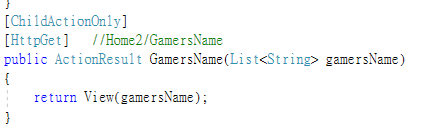 }
[ChildActionOnly]
[HttpGet]   //Home2/GamersName
public ActionResult GamersName(List<String> gamersName)
{
    return View(gamersName);
}